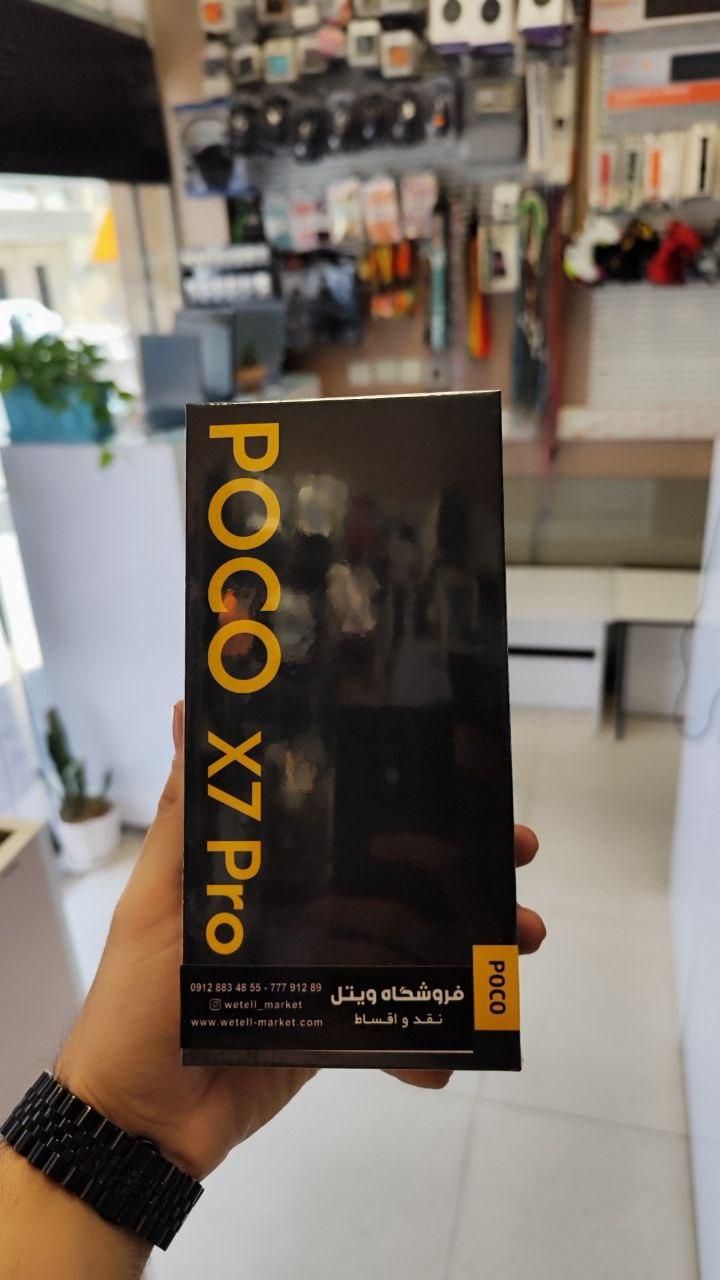 POCO X7 Pro
POCO
فروشگاه ویتل
نقد و اقساط
0912 883 48 55 - 777 912 89
wetell_market
www.wetell-market.com